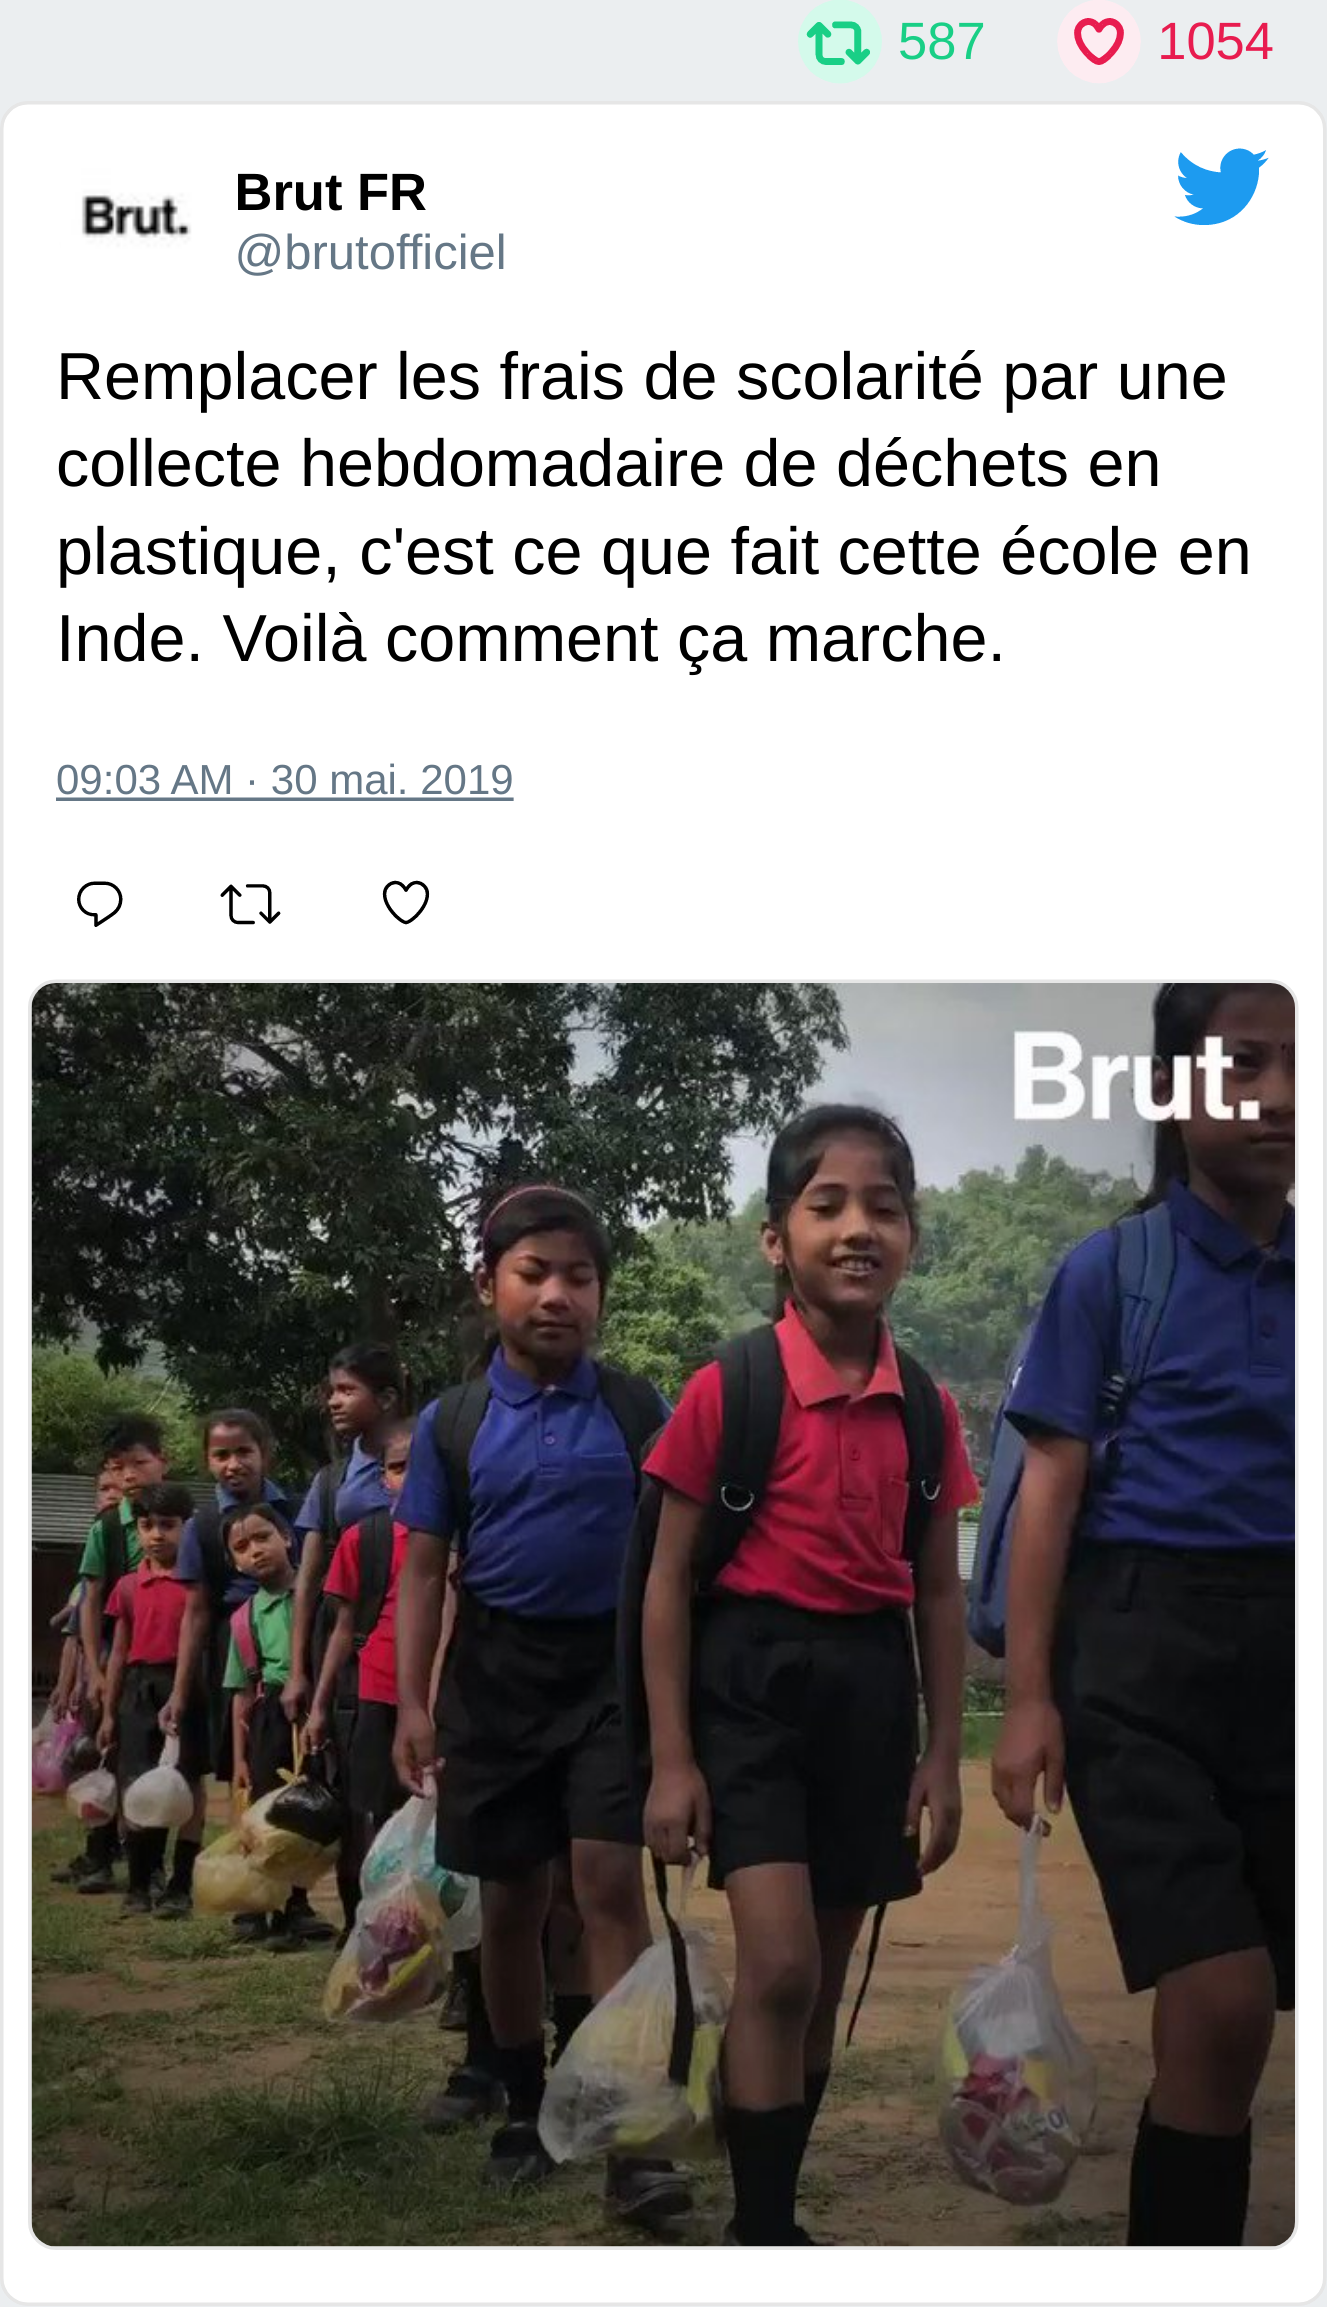 587 1054
Brut.
Brut FR
@brutofficiel
Remplacer les frais de scolarité par une
collecte hebdomadaire de déchets en
plastique, c'est ce que fait cette école en
Inde. Voilà comment ça marche.
09:03 AM · 30 mai. 2019
Brut.